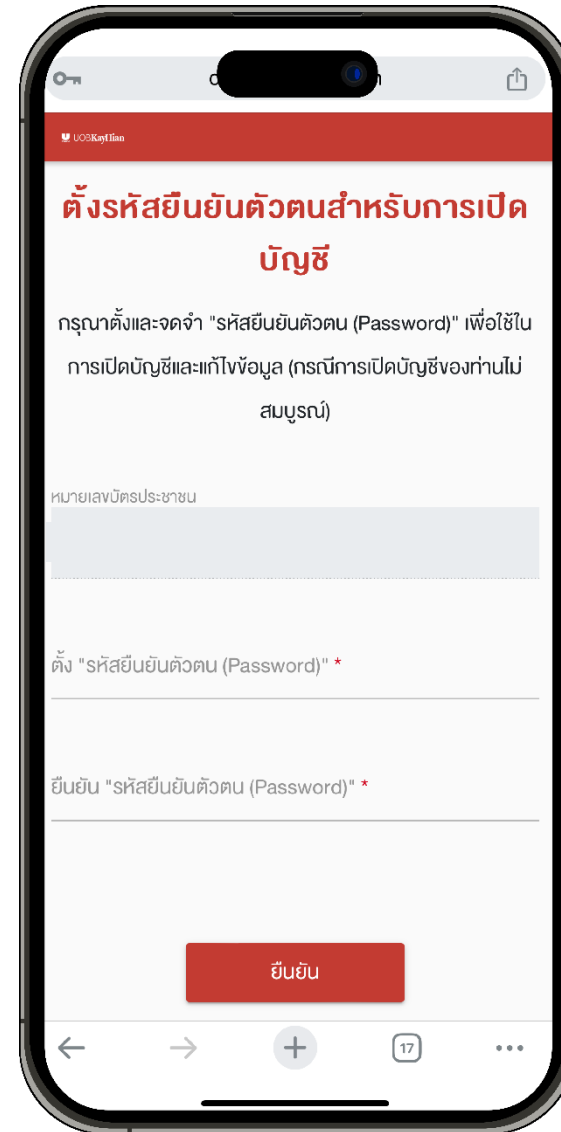 UOBKayHian
ตั้งรหัสยืนยันตัวตนสำหรับการเปิด
บัญชี
กรุณาตั้งและจดจำ "รหัสยืนยันตัวตน (Password)" เพื่อใช้ใน
การเปิดบัญชีและแก้ไขข้อมูล (กรณีการเปิดบัญชีของท่านไม่
สมบูรณ์)
หมายเลขบัตรประชาชน
ตั้ง "รหัสยืนยันตัวตน (Password)" *
ยืนยัน "รหัสยืนยันตัวตน (Password)" *
ยืนยัน
17